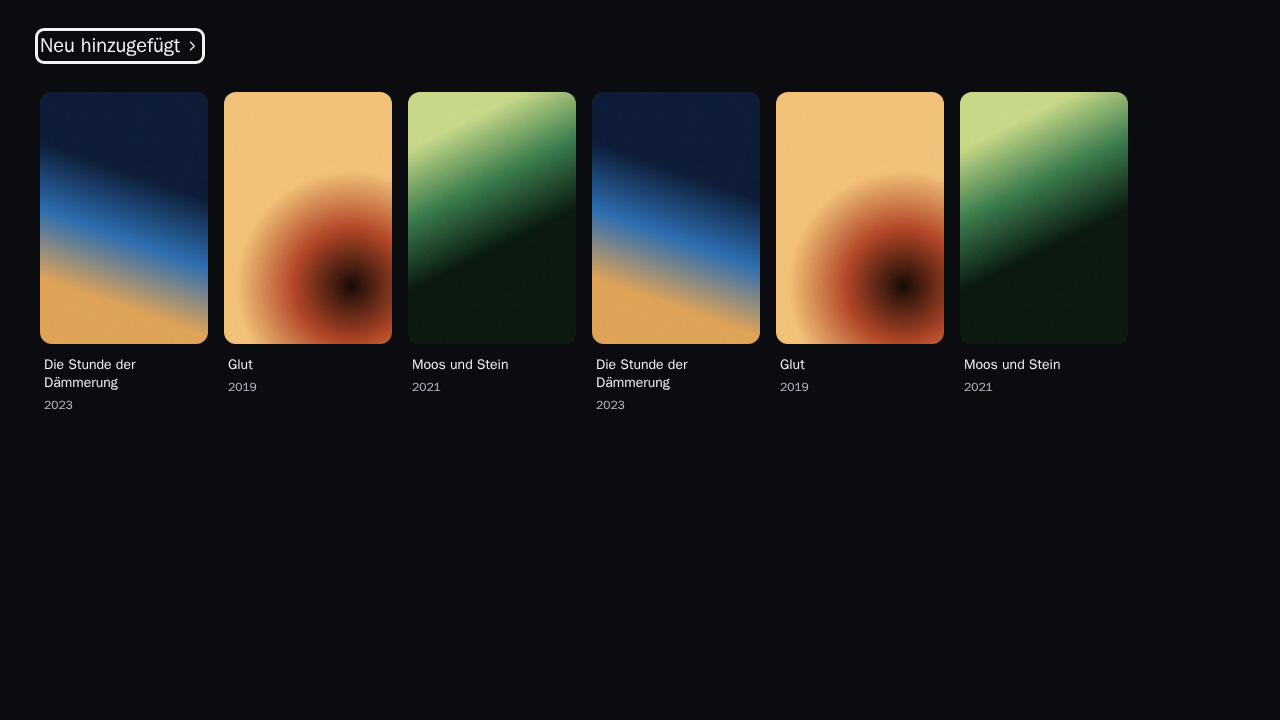 Neu hinzugefügt
Die Stunde der
Dämmerung
2023
Glut
2019
Moos und Stein
2021
Die Stunde der
Dämmerung
2023
Glut
2019
Moos und Stein
2021